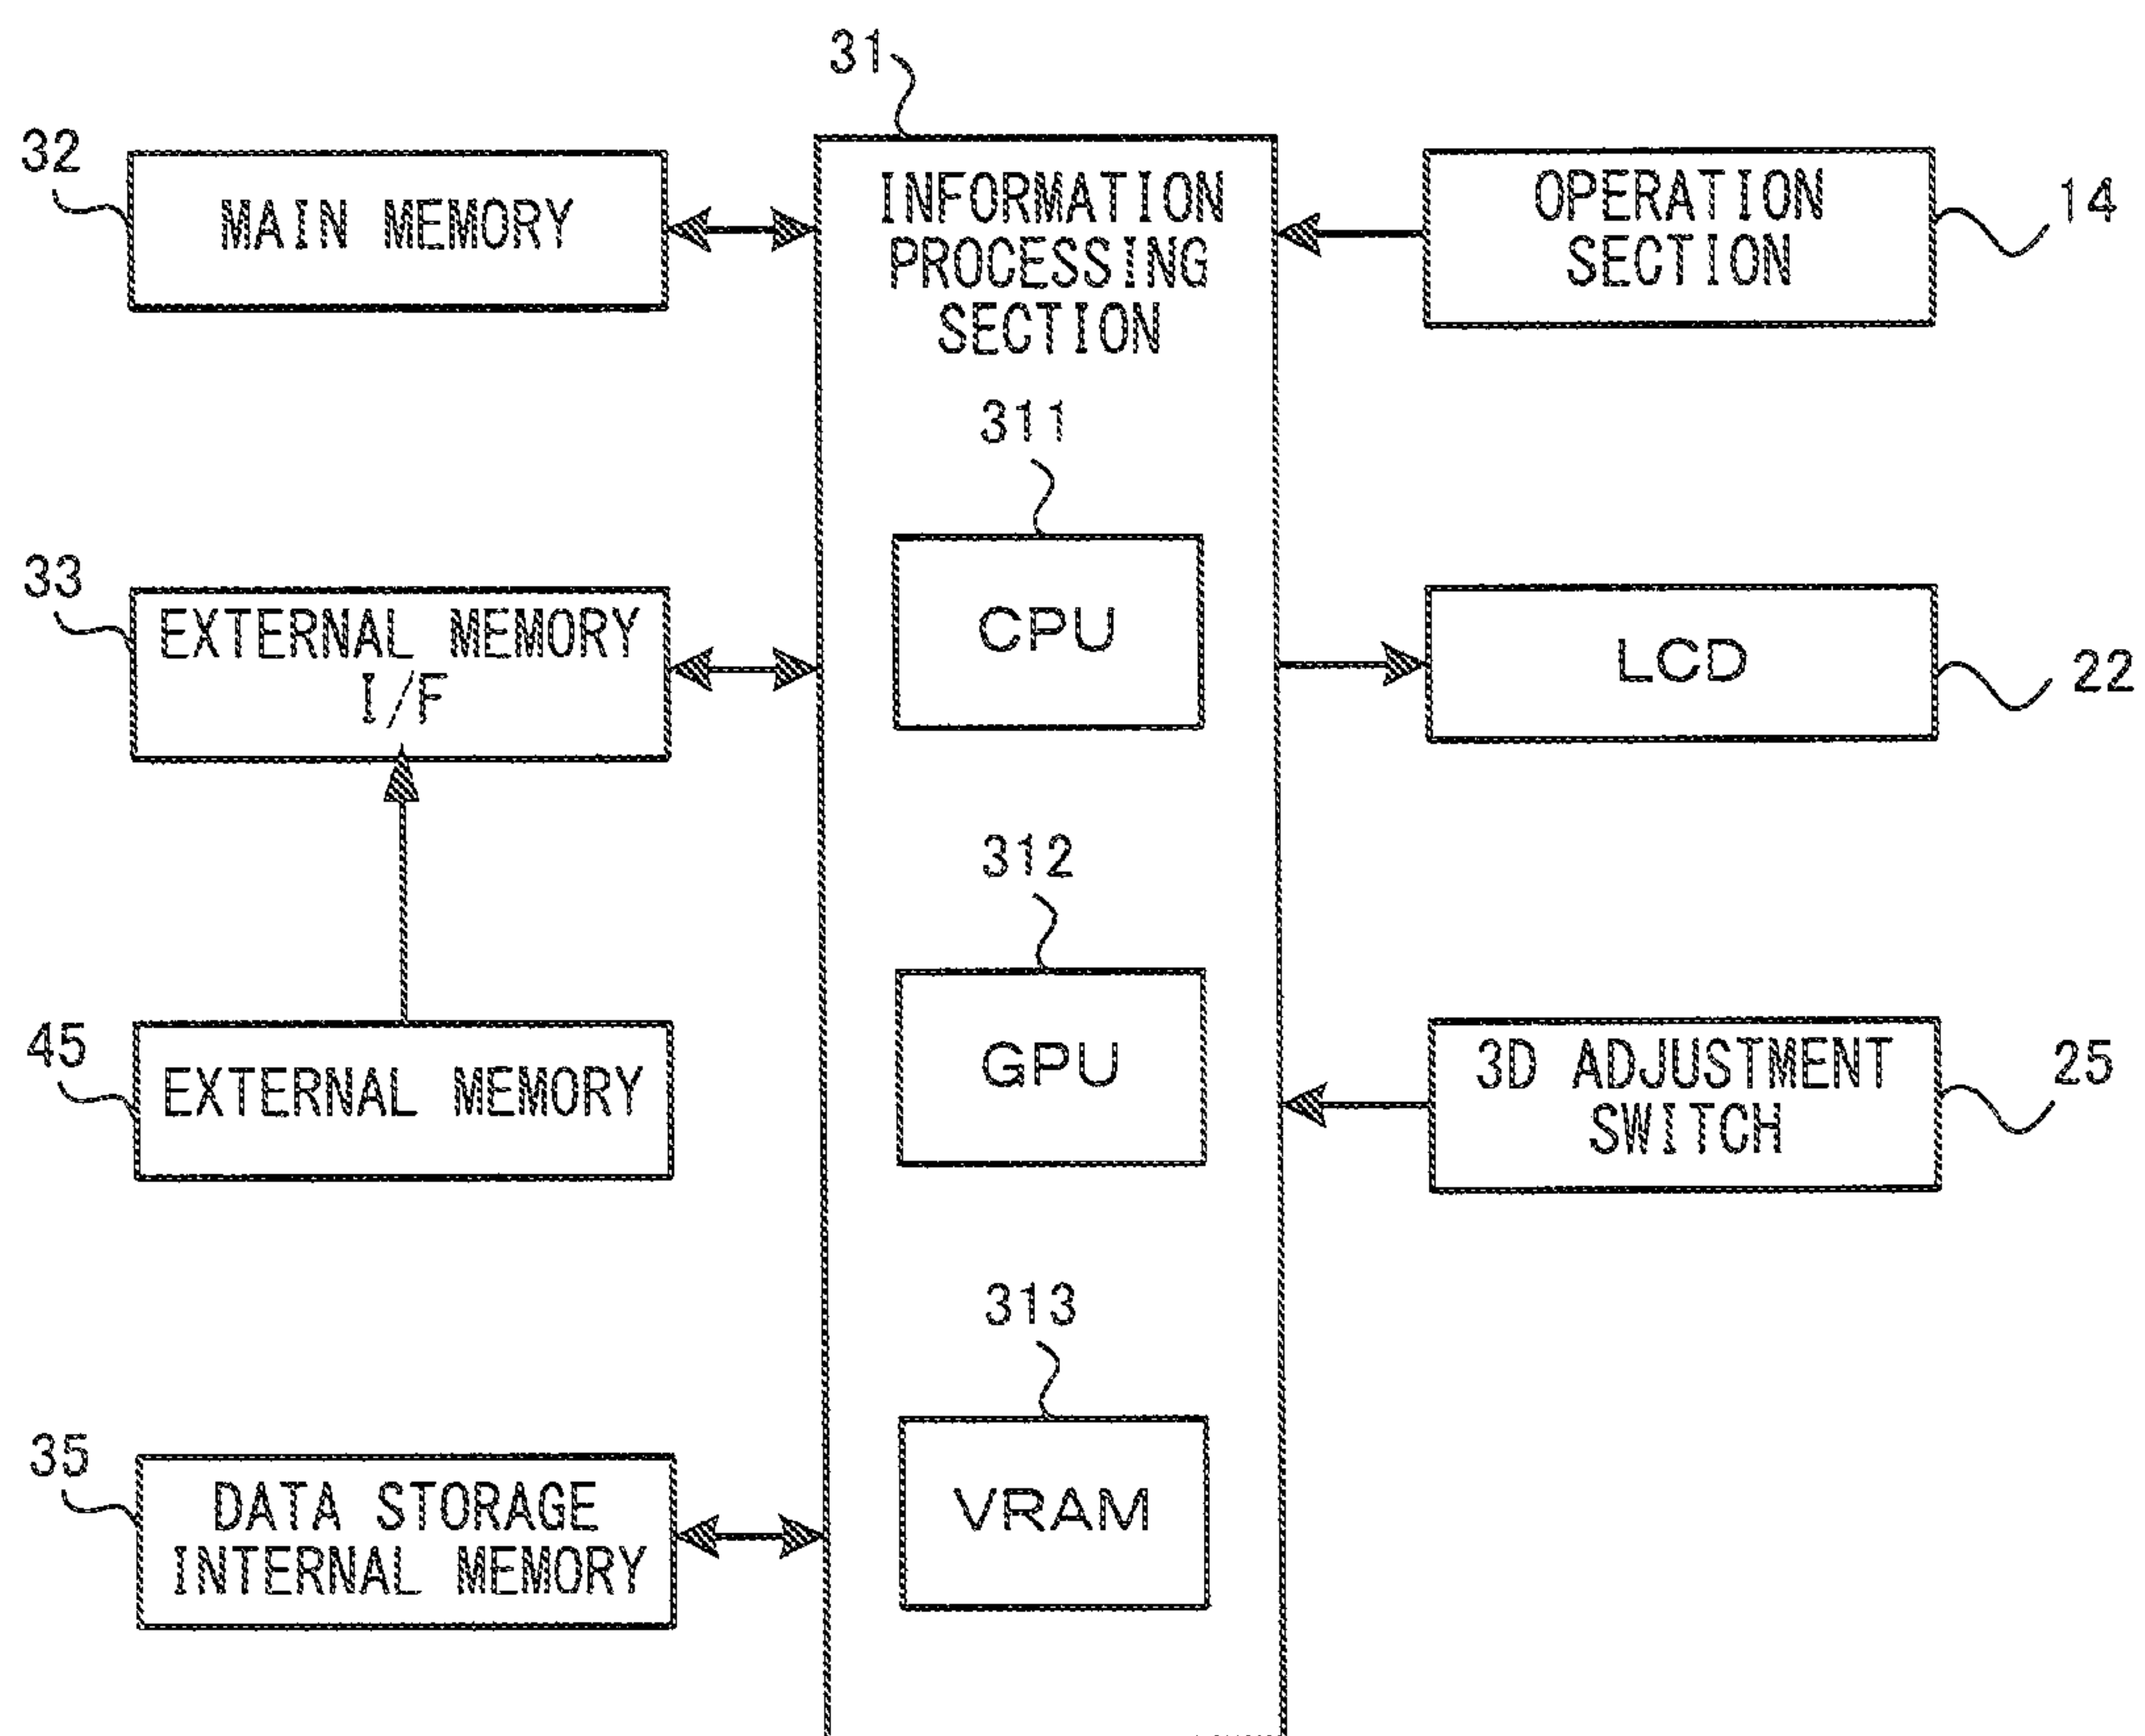 31
32
MAIN MEMORY
INFORMATION
PROCESSING
SECTION
OPERATION
SECTION
14
311
33
EXTERNAL MEMORY
I/F
CPU
LCD
22
312
45
EXTERNAL MEMORY
GPU
3D ADJUSTMENT
SWITCH
25
313
35
DATA STORAGE
INTERNAL MEMORY
VRAM